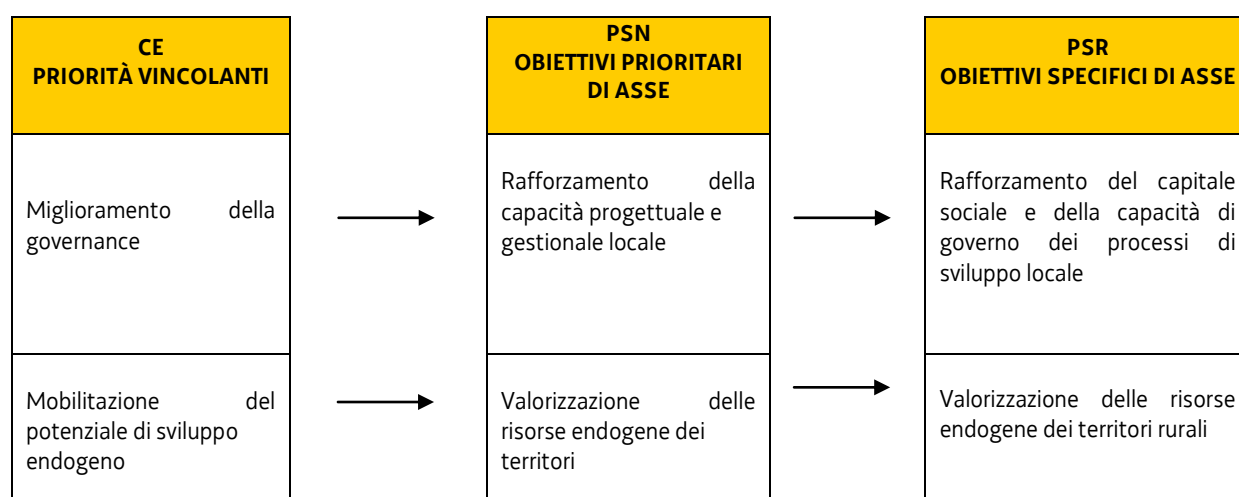 CE
PRIORITÀ VINCOLANTI
PSN
OBIETTIVI PRIORITARI
DI ASSE
PSR
OBIETTIVI SPECIFICI DI ASSE
Miglioramento della
governance
Rafforzamento della
capacità progettuale e
gestionale locale
Rafforzamento del capitale
sociale e della capacità di
governo dei processi di
sviluppo locale
Mobilitazione del
potenziale di sviluppo
endogeno
Valorizzazione delle
risorse endogene dei
territori
Valorizzazione delle risorse
endogene dei territori rurali